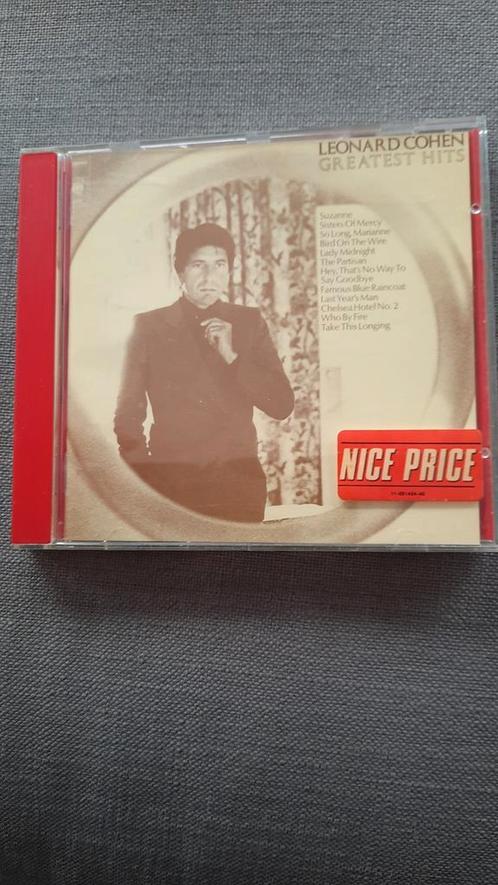 LEONARD COHEN
GREATEST HITS
Suzanne
Sisters Of Mercy
So Long, Marianne
Bird On The Wire
Lady Midnight
The Partisan
Hey, That's No Way To
Say Goodbye
Famous Blue Raincoat
Last Year's Man
Chelsea Hotel No. 2
Who By Fire
Take This Longing
NICE PRICE